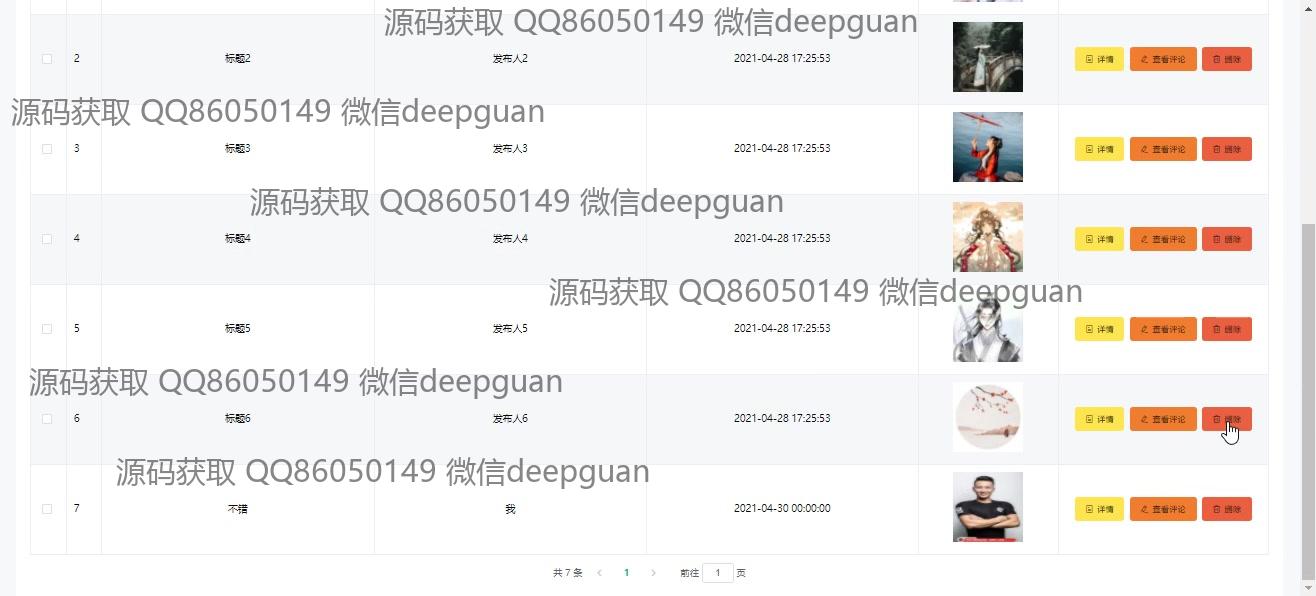 源码获取 QQ86050149 微信deepguan
2 标题2 发布人2 2021-04-28 17:25:53 详情 查看评论 删除
源码获取 QQ86050149 微信deepguan
3 标题3 发布人3 2021-04-28 17:25:53 详情 查看评论 删除
源码获取 QQ86050149 微信deepguan
4 标题4 发布人4 2021-04-28 17:25:53 详情 查看评论 删除
源码获取 QQ86050149 微信deepguan
5 标题5 发布人5 2021-04-28 17:25:53 详情 查看评论 删除
源码获取 QQ86050149 微信deepguan
6 标题6 发布人6 2021-04-28 17:25:53 详情 查看评论 删除
源码获取 QQ86050149 微信deepguan
7 不错 我 2021-04-30 00:00:00 详情 查看评论 删除
共 7 条 1 前往 1 页